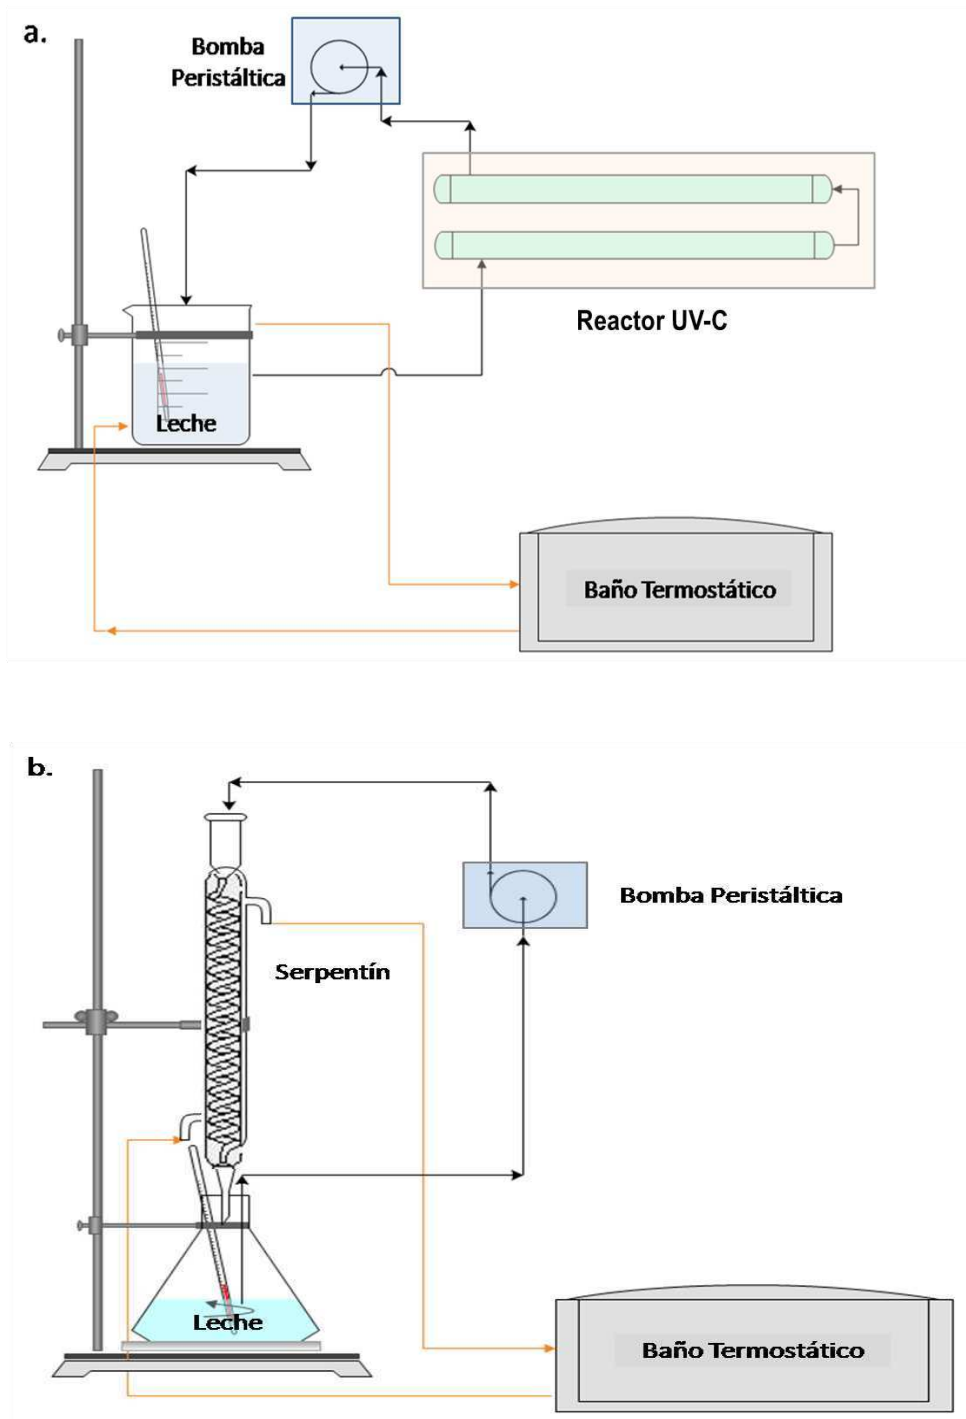 a.
Bomba
Peristáltica
Reactor UV-C
Leche
Baño Termostático
b.
Bomba Peristáltica
Serpentín
Leche
Baño Termostático